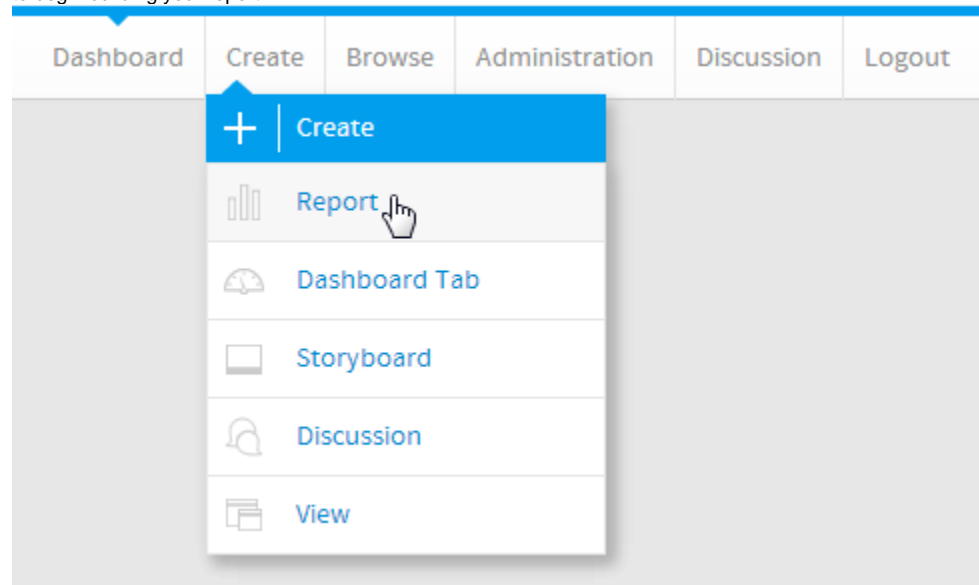 Dashboard Create Browse Administration Discussion Logout
Create
Report
Dashboard Tab
Storyboard
Discussion
View